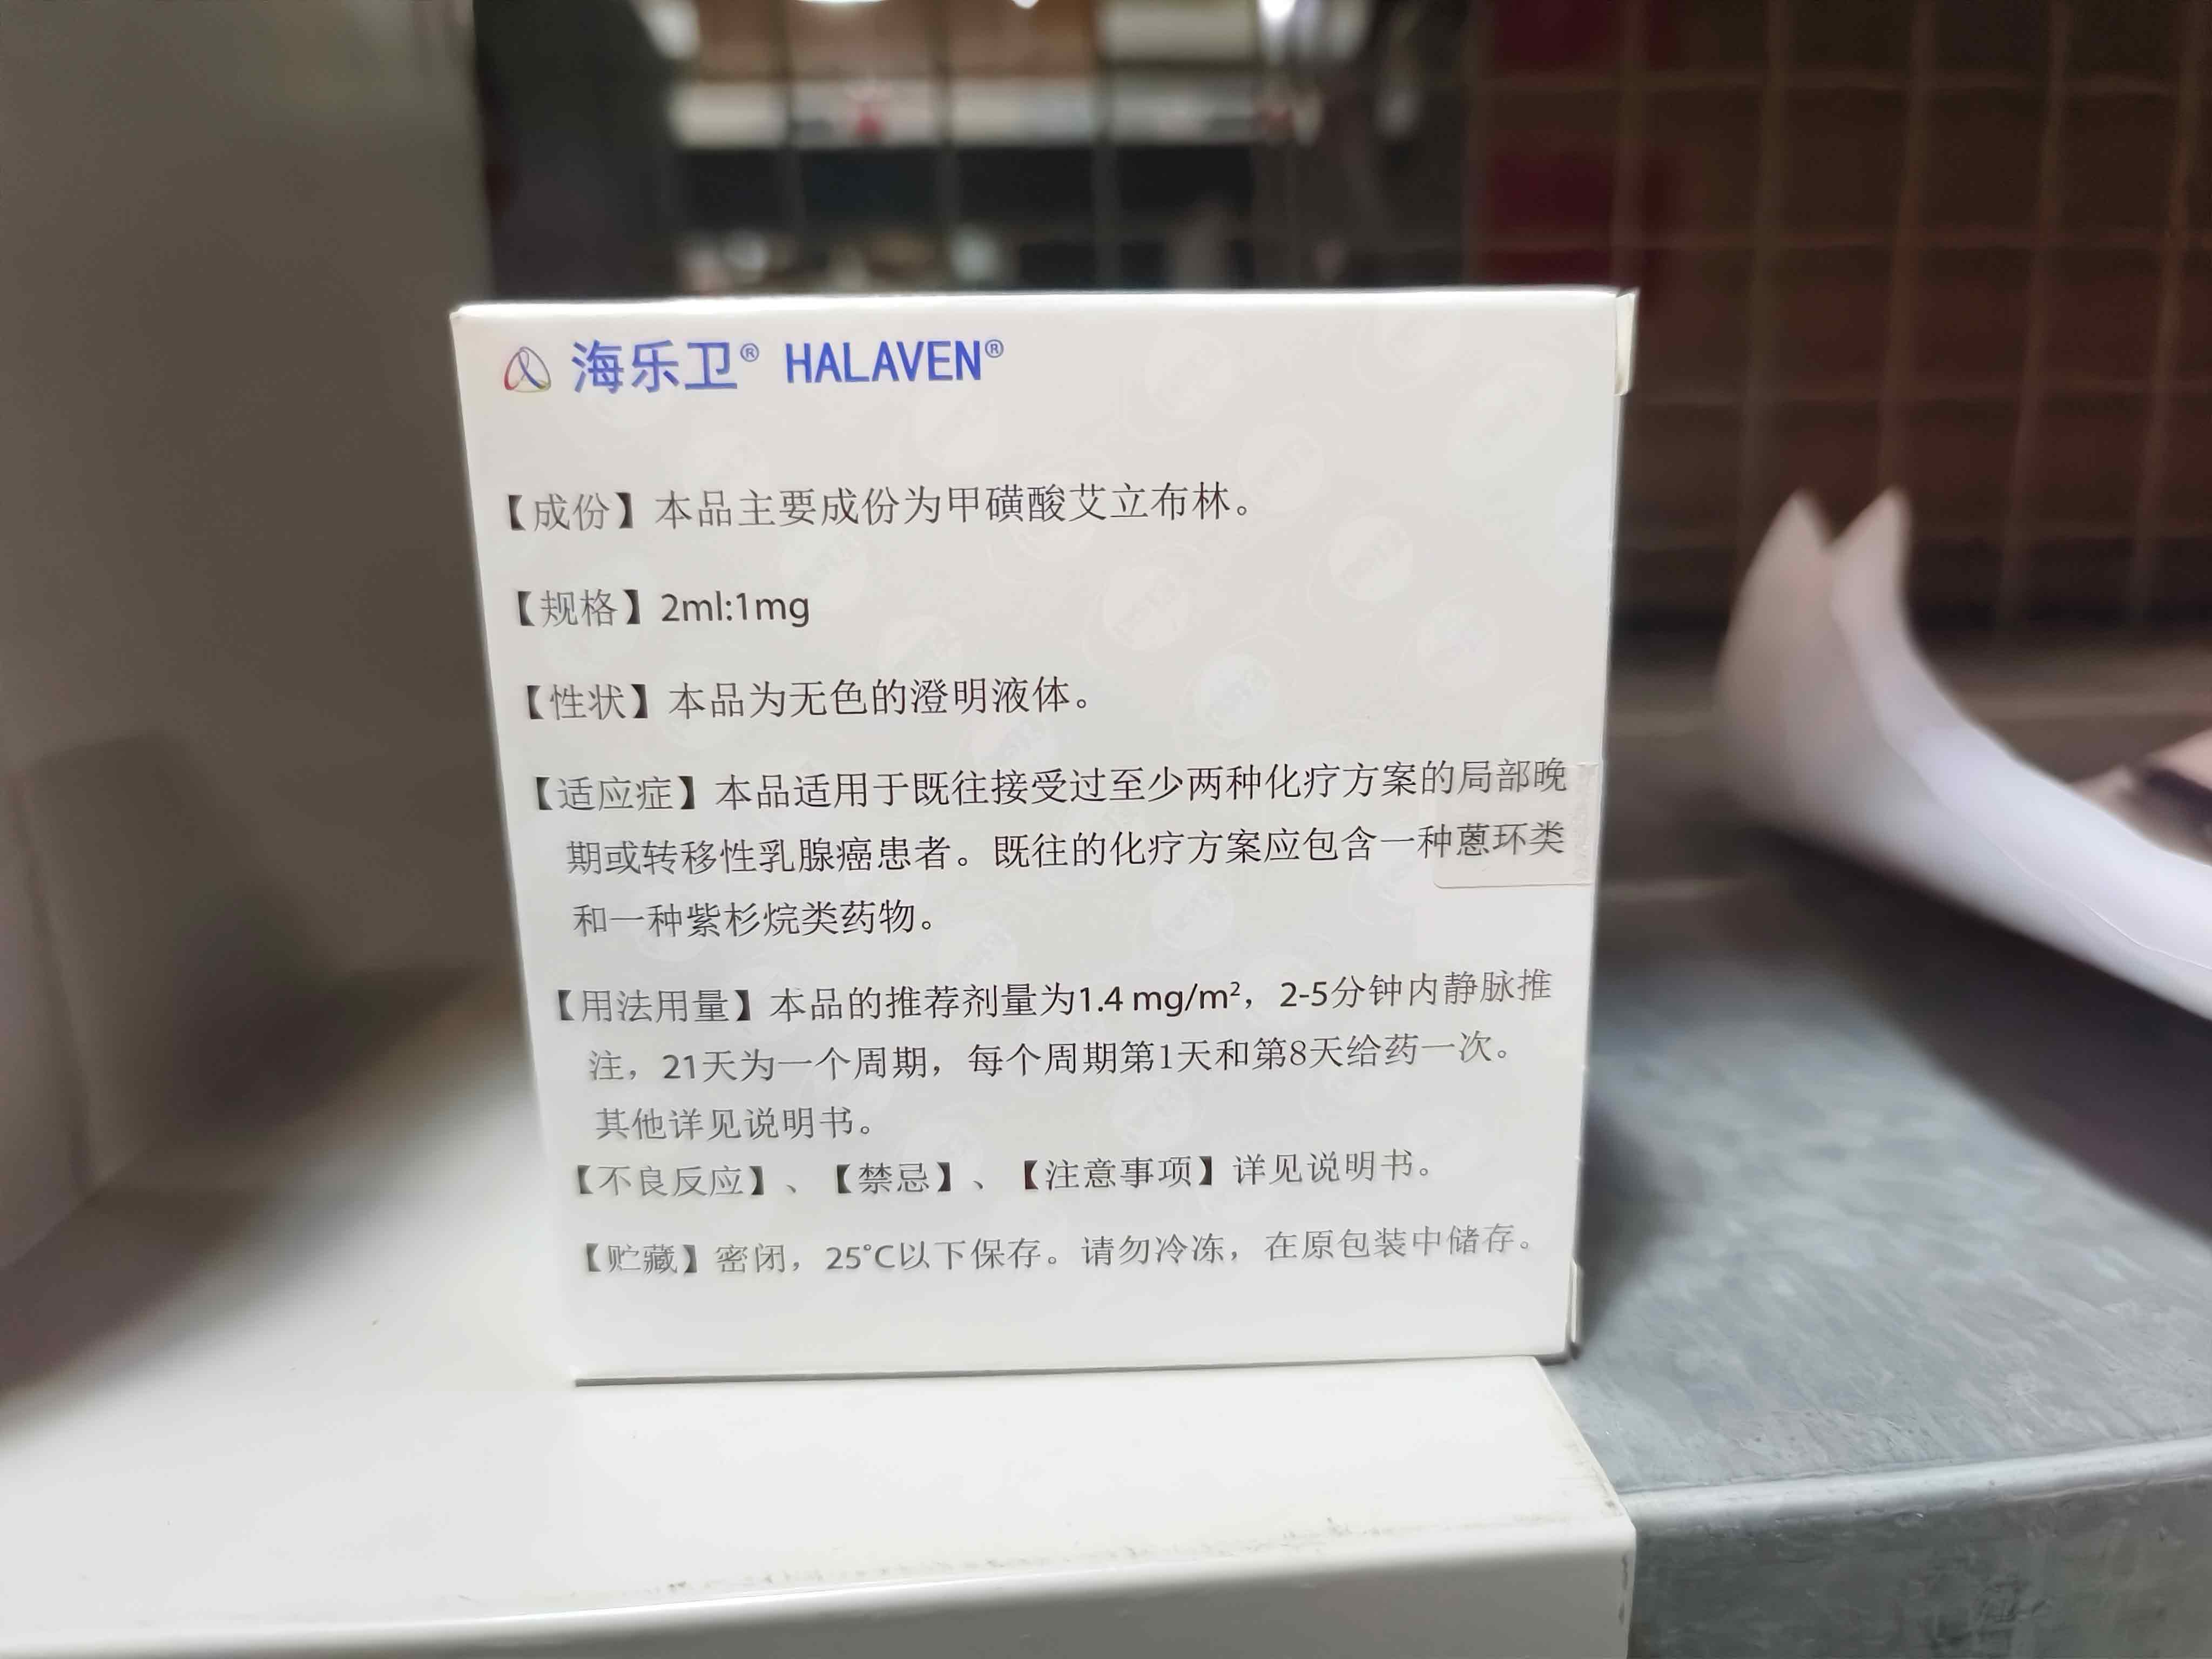 海乐卫® HALAVEN®
【成份】本品主要成份为甲磺酸艾立布林。
【规格】2ml:1mg
【性状】本品为无色的澄明液体。
【适应症】本品适用于既往接受过至少两种化疗方案的局部晚
期或转移性乳腺癌患者。既往的化疗方案应包含一种蒽环类
和一种紫杉烷类药物。
【用法用量】本品的推荐剂量为1.4 mg/m²，2-5分钟内静脉推
注，21天为一个周期，每个周期第1天和第8天给药一次。
其他详见说明书。
【不良反应】、【禁忌】、【注意事项】详见说明书。
【贮藏】密闭，25°C以下保存。请勿冷冻，在原包装中储存。